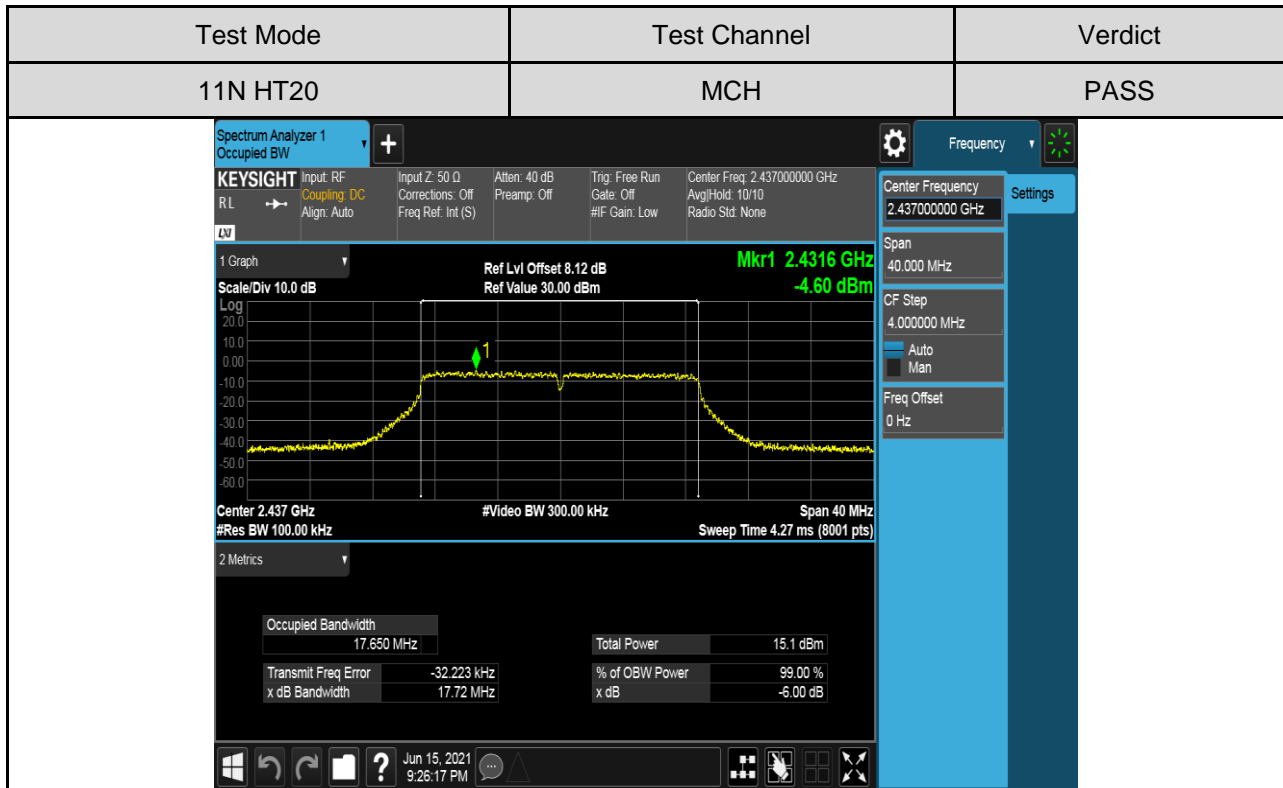 Test Mode Test Channel Verdict
11N HT20 MCH PASS
Spectrum Analyzer 1
Occupied BW
+
Frequency
KEYSIGHT Input: RF Input Z: 50 Ω Atten: 40 dB Trig: Free Run Center Freq: 2.437000000 GHz
RL Coupling: DC Corrections: Off Preamp: Off Gate: Off Avg|Hold: 10/10
Align: Auto Freq Ref: Int (S) #IF Gain: Low Radio Std: None
LXI
Center Frequency
2.437000000 GHz
Settings
Span
40.000 MHz
CF Step
4.000000 MHz
Auto
Man
Freq Offset
0 Hz
1 Graph Ref Lvl Offset 8.12 dB Mkr1 2.4316 GHz
Scale/Div 10.0 dB Ref Value 30.00 dBm -4.60 dBm
Log
20.0
10.0
1
0.00
-10.0
-20.0
-30.0
-40.0
-50.0
-60.0
Center 2.437 GHz #Video BW 300.00 kHz Span 40 MHz
#Res BW 100.00 kHz Sweep Time 4.27 ms (8001 pts)
2 Metrics
Occupied Bandwidth
17.650 MHz Total Power 15.1 dBm
Transmit Freq Error -32.223 kHz % of OBW Power 99.00 %
x dB Bandwidth 17.72 MHz x dB -6.00 dB
? Jun 15, 2021
9:26:17 PM